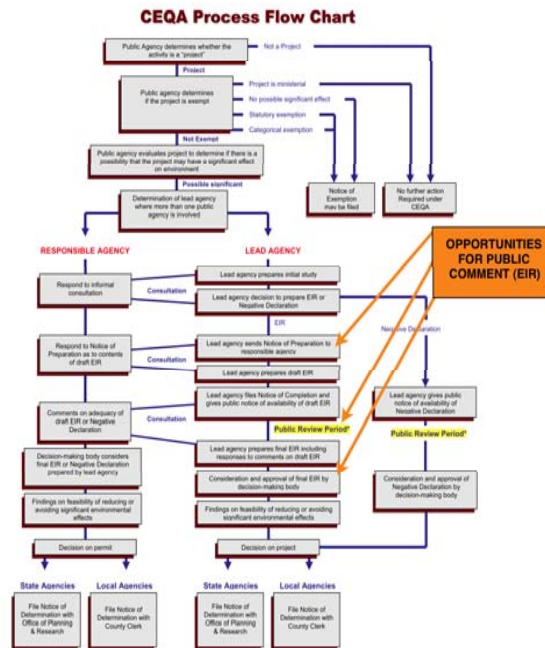 CEQA Process Flow Chart
Public Agency determines whether the
activity is a "project"
Not a Project
Project
Public agency determines
if the project is exempt
Project is ministerial
No possible significant effect
Statutory exemption
Categorical exemption
Not Exempt
Public agency evaluates project to determine if there is a
possibility that the project may have a significant effect
on environment
Possible significant
Determination of lead agency
where more than one public
agency is involved
Notice of
Exemption
may be filed
No further action
Required under
CEQA
RESPONSIBLE AGENCY
LEAD AGENCY
OPPORTUNITIES
FOR PUBLIC
COMMENT (EIR)
Respond to informal
consultation
Consultation
Lead agency prepares initial study
Lead agency decision to prepare EIR or
Negative Declaration
EIR
Negative Declaration
Respond to Notice of
Preparation as to contents
of draft EIR
Consultation
Lead agency sends Notice of Preparation to
responsible agency
Lead agency prepares draft EIR
Comments on adequacy of
draft EIR or Negative
Declaration
Consultation
Lead agency files Notice of Completion and
gives public notice of availability of draft EIR
Public Review Period*
Lead agency gives public
notice of availability of
Negative Declaration
Public Review Period*
Decision-making body considers
final EIR or Negative Declaration
prepared by lead agency
Lead agency prepares final EIR including
responses to comments on draft EIR
Consideration and approval of final EIR by
decision-making body
Consideration and approval of
Negative Declaration by
decision-making body
Findings on feasibility of reducing or
avoiding significant environmental
effects
Findings on feasibility of reducing or avoiding
significant environmental effects
Decision on permit
Decision on project
State Agencies
Local Agencies
State Agencies
Local Agencies
File Notice of
Determination with
Office of Planning
& Research
File Notice of
Determination with
County Clerk
File Notice of
Determination with
Office of Planning
& Research
File Notice of
Determination with
County Clerk